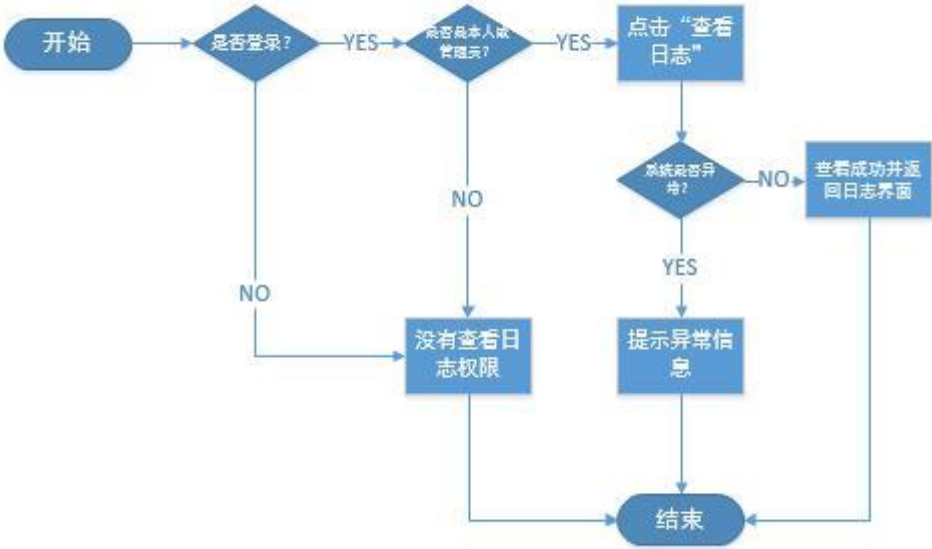 开始
是否登录?
YES
是否是本人或
管理员?
YES
点击“查看
日志”
系统是否异
常?
NO
查看成功并返
回日志界面
NO
YES
NO
没有查看日
志权限
提示异常信
息
结束